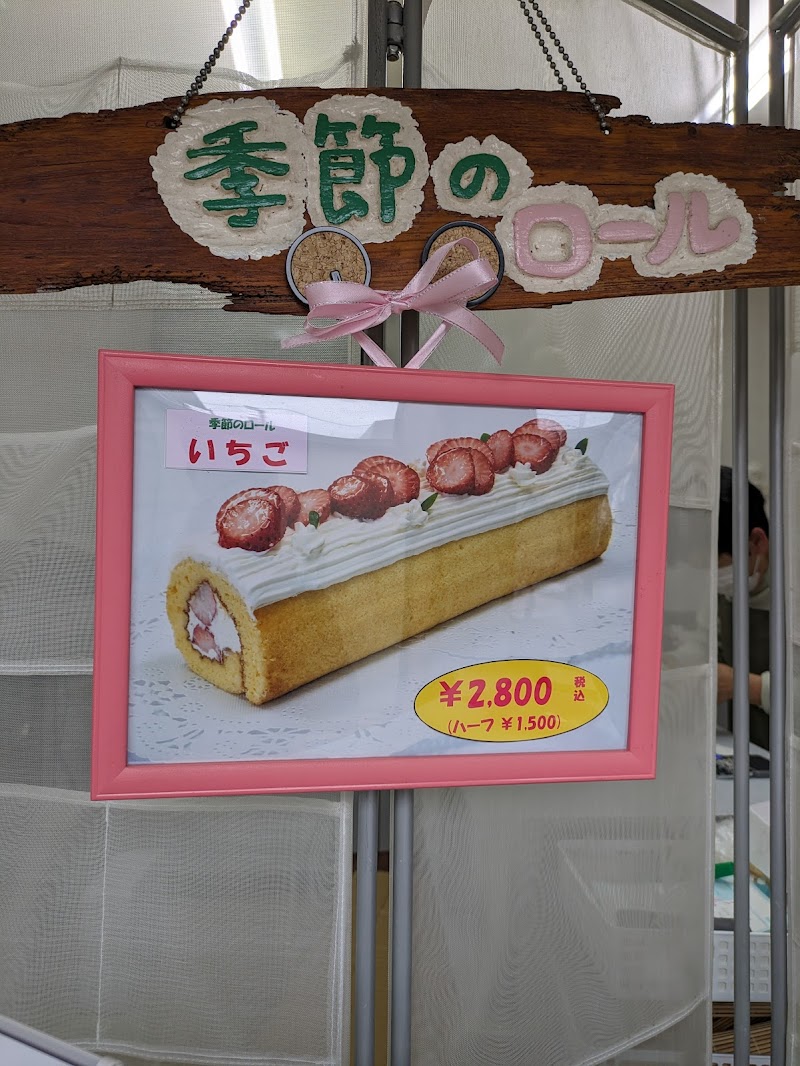 季節のロール
季節のロール
いちご
￥2,800 税込
(ハーフ ￥1,500)